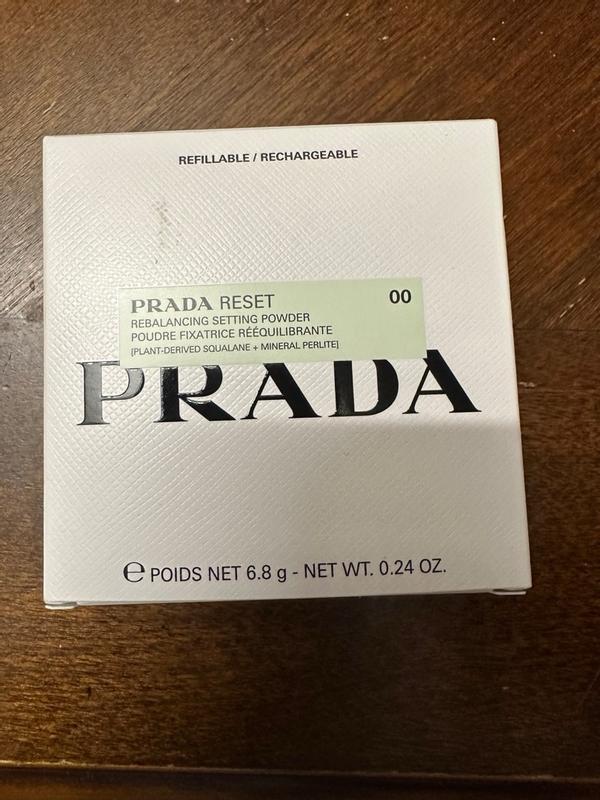 REFILLABLE / RECHARGEABLE
PRADA RESET 00
REBALANCING SETTING POWDER
POUDRE FIXATRICE RÉÉQUILIBRANTE
[PLANT-DERIVED SQUALANE + MINERAL PERLITE]
PRADA
℮ POIDS NET 6.8 g - NET WT. 0.24 OZ.